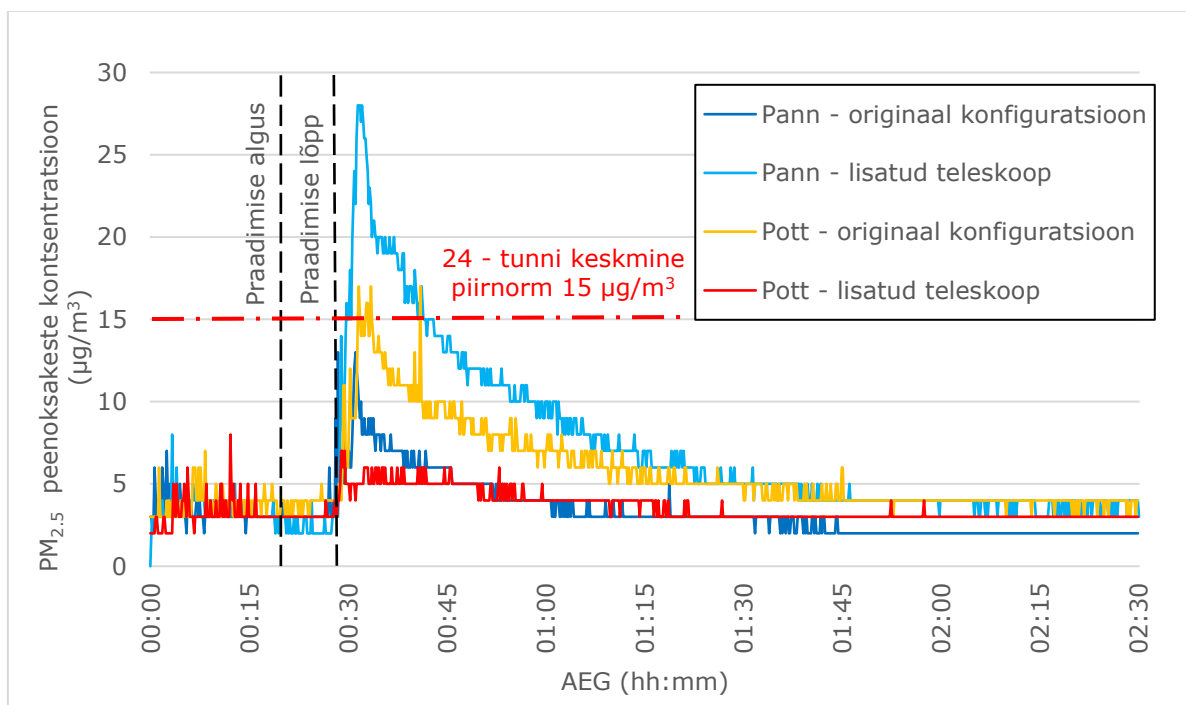 PM2.5 peenoksakeste kontsentratsioon
(µg/m³)
30
25
20
15
10
5
0
Praadimise algus
Praadimise lõpp
24 - tunni keskmine
piirnorm 15 µg/m³
Pann - originaal konfiguratsioon
Pann - lisatud teleskoop
Pott - originaal konfiguratsioon
Pott - lisatud teleskoop
00:00
00:15
00:30
00:45
01:00
01:15
01:30
01:45
02:00
02:15
02:30
AEG (hh:mm)